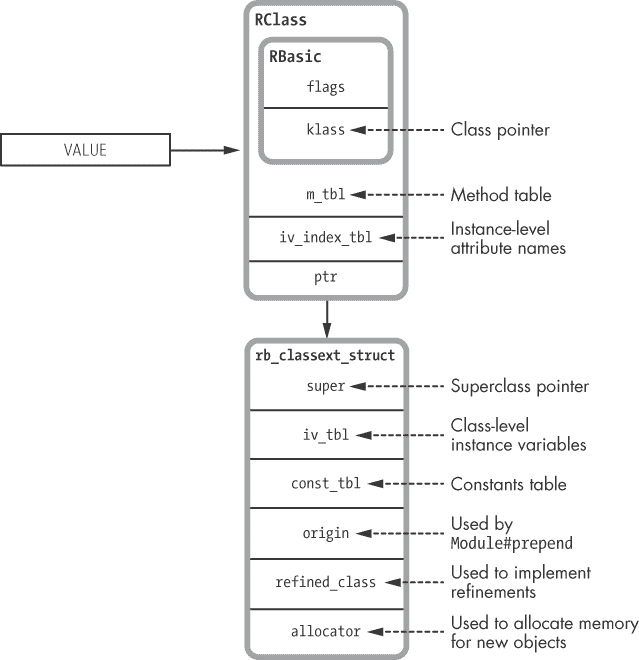 RClass
RBasic
flags
klass
Class pointer
VALUE
m_tbl
Method table
iv_index_tbl
Instance-level
attribute names
ptr
rb_classext_struct
super
Superclass pointer
iv_tbl
Class-level
instance variables
const_tbl
Constants table
origin
Used by
Module#prepend
refined_class
Used to implement
refinements
allocator
Used to allocate memory
for new objects